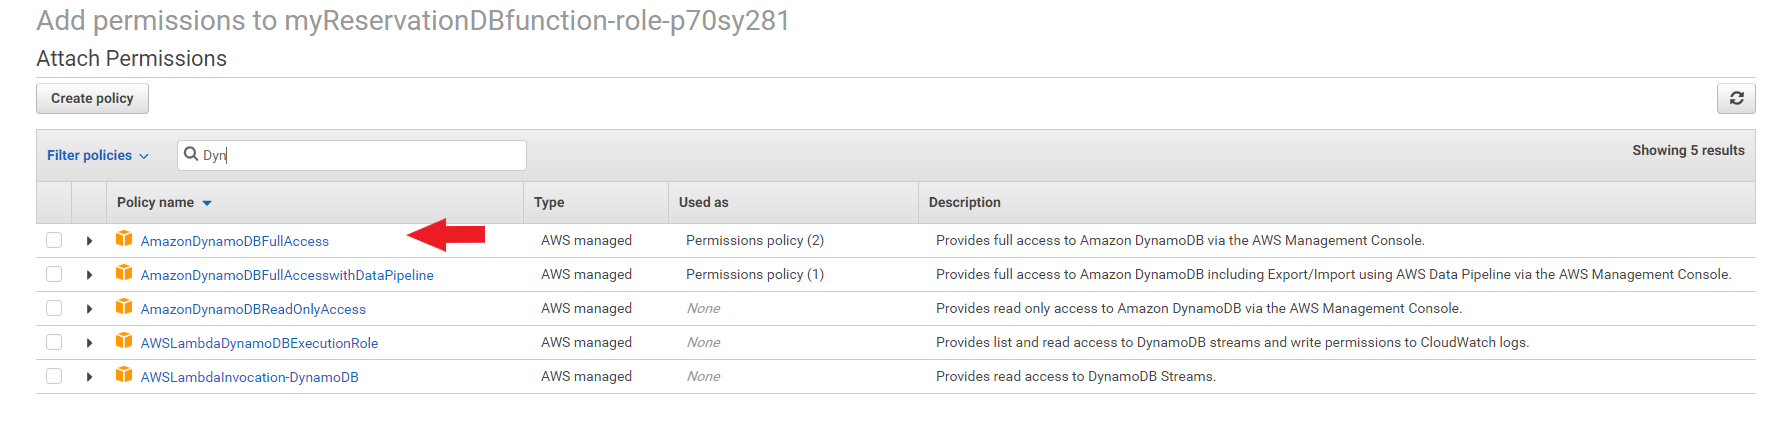 Add permissions to myReservationDBfunction-role-p70sy281
Attach Permissions
Create policy
Filter policies Dyn Showing 5 results
Policy name Type Used as Description
AmazonDynamoDBFullAccess AWS managed Permissions policy (2) Provides full access to Amazon DynamoDB via the AWS Management Console.
AmazonDynamoDBFullAccesswithDataPipeline AWS managed Permissions policy (1) Provides full access to Amazon DynamoDB including Export/Import using AWS Data Pipeline via the AWS Management Console.
AmazonDynamoDBReadOnlyAccess AWS managed None Provides read only access to Amazon DynamoDB via the AWS Management Console.
AWSLambdaDynamoDBExecutionRole AWS managed None Provides list and read access to DynamoDB streams and write permissions to CloudWatch logs.
AWSLambdaInvocation-DynamoDB AWS managed None Provides read access to DynamoDB Streams.